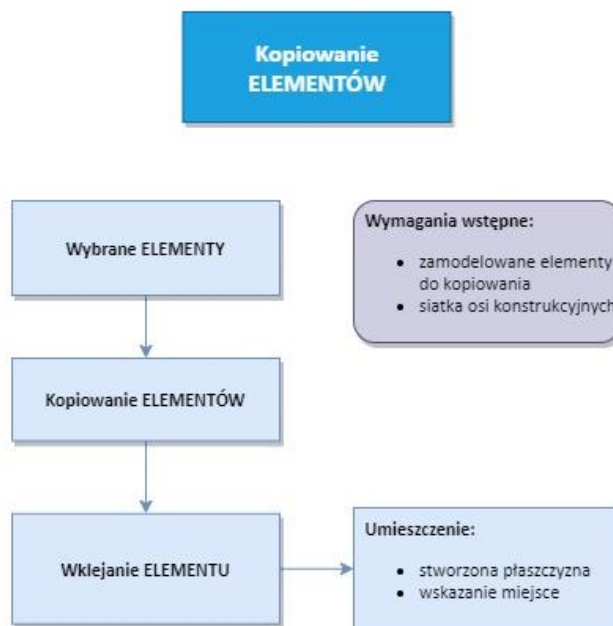 Kopiowanie
ELEMENTÓW
Wybrane ELEMENTY
Wymagania wstępne:
• zamodelowane elementy
do kopiowania
• siatka osi konstrukcyjnych
Kopiowanie ELEMENTÓW
Wklejanie ELEMENTU
Umieszczenie:
• stworzona płaszczyzna
• wskazanie miejsce